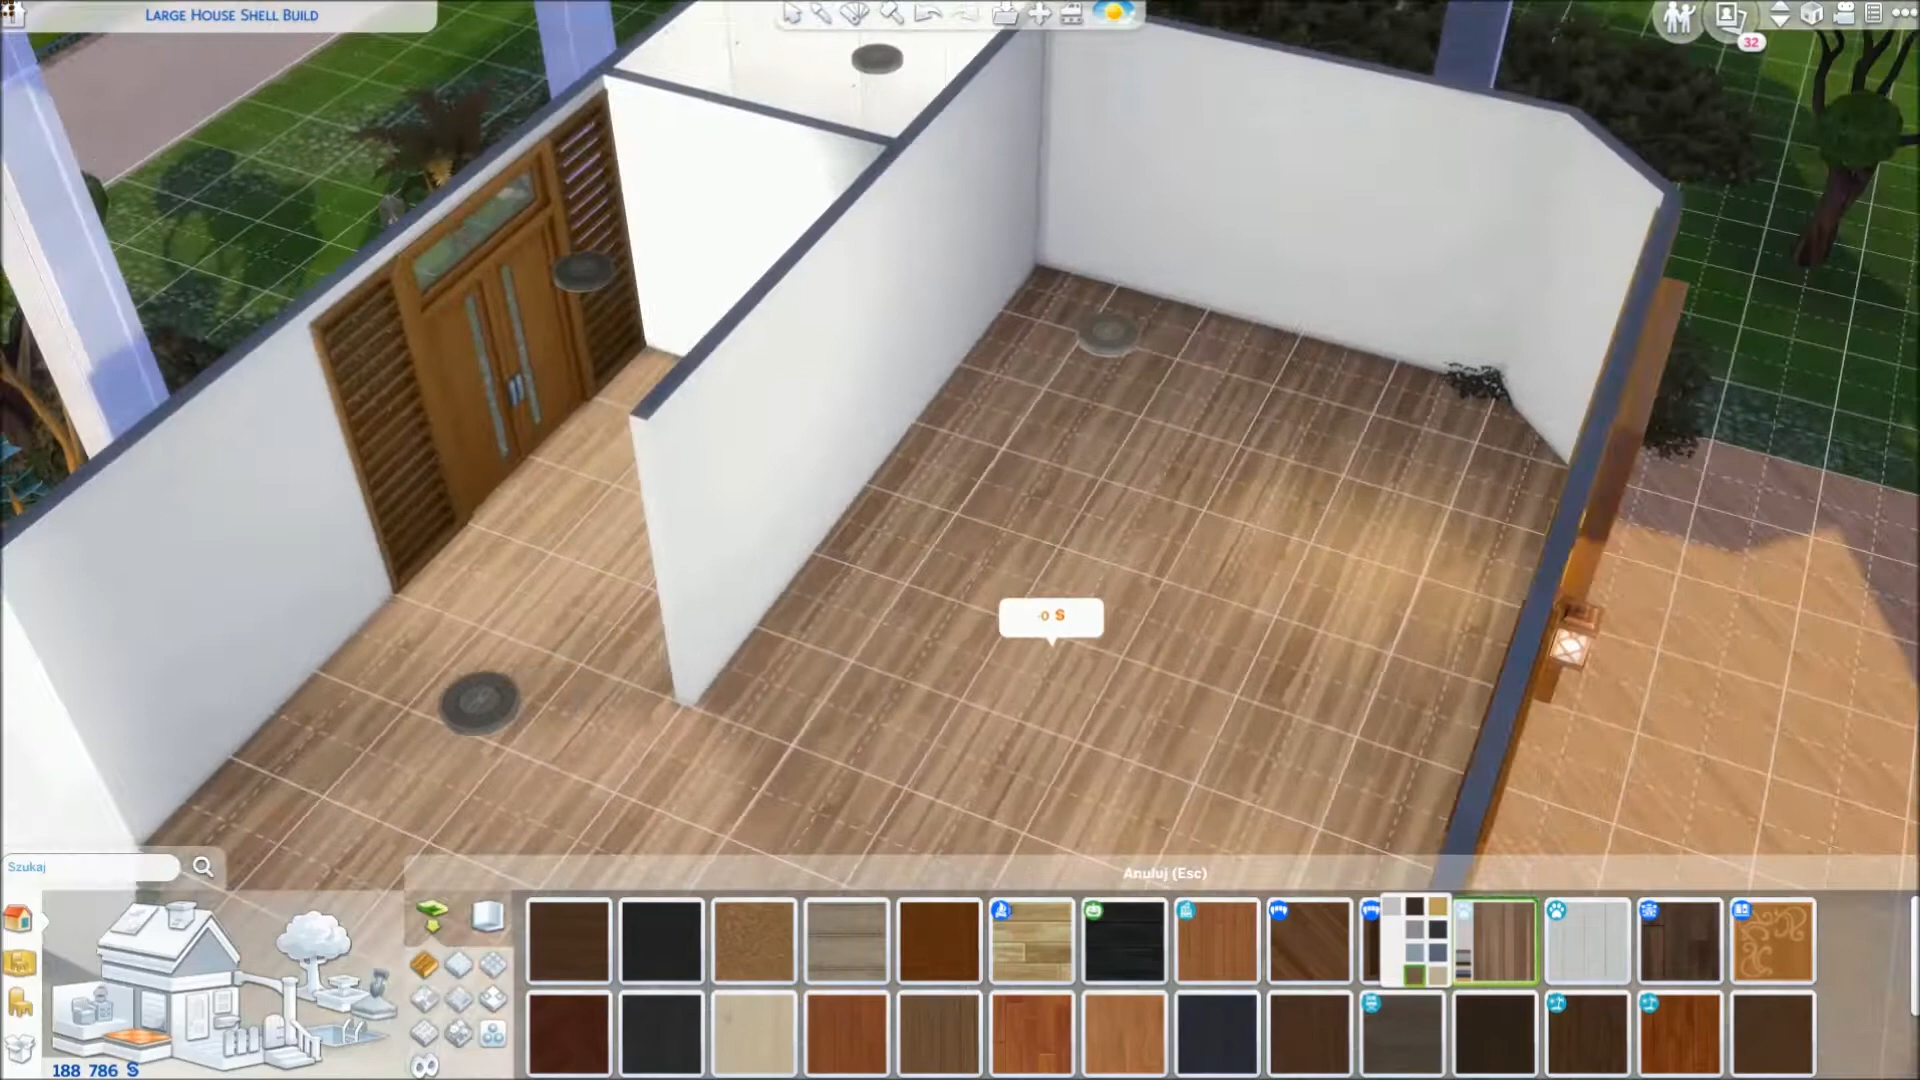 LARGE HOUSE SHELL BUILD
32
-0 S
Szukaj
Anuluj (Esc)
188 786 S